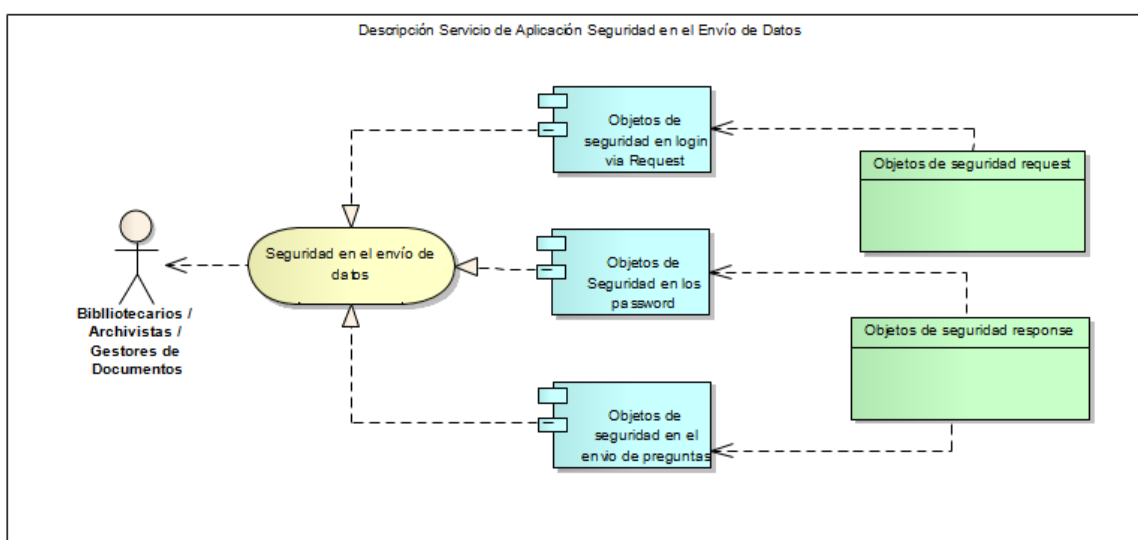 Descripción Servicio de Aplicación Seguridad en el Envío de Datos
Objetos de
seguridad en login
via Request
Objetos de seguridad request
Seguridad en el envío de
datos
Objetos de
Seguridad en los
password
Biblliotecarios /
Archivistas /
Gestores de
Documentos
Objetos de seguridad response
Objetos de
seguridad en el
envio de preguntas